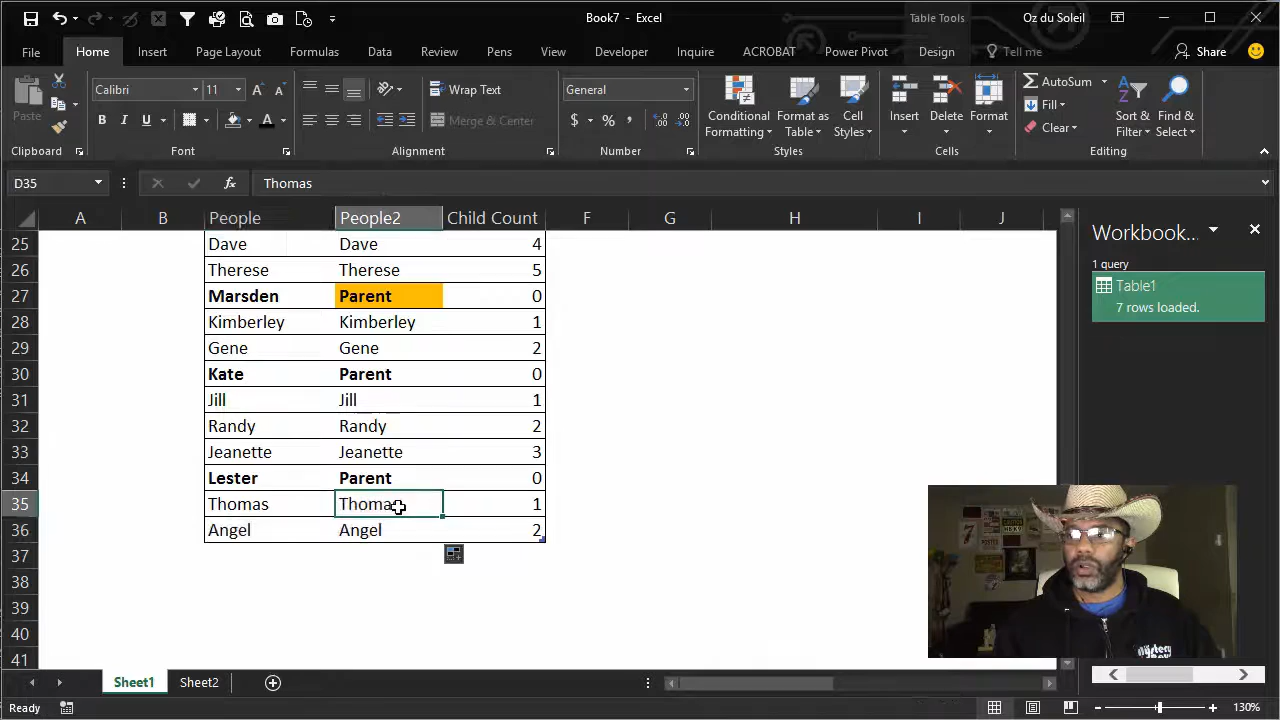 Book7 - Excel
Table Tools
Oz du Soleil
File
Home
Insert
Page Layout
Formulas
Data
Review
Pens
View
Developer
Inquire
ACROBAT
Power Pivot
Design
Tell me
Share
Paste
Clipboard
Calibri
11
B I U
Font
Wrap Text
Merge & Center
Alignment
General
$ % ,
Number
Conditional Formatting
Format as Table
Cell Styles
Styles
Insert
Delete
Format
Cells
AutoSum
Fill
Clear
Sort & Filter
Find & Select
Editing
D35
fx
Thomas
A B People People2 Child Count F G H I J
25 Dave Dave 4
26 Therese Therese 5
27 Marsden Parent 0
28 Kimberley Kimberley 1
29 Gene Gene 2
30 Kate Parent 0
31 Jill Jill 1
32 Randy Randy 2
33 Jeanette Jeanette 3
34 Lester Parent 0
35 Thomas Thomas 1
36 Angel Angel 2
37
38
39
40
41
Workbook...
1 query
Table1
7 rows loaded.
Sheet1
Sheet2
Ready
130%